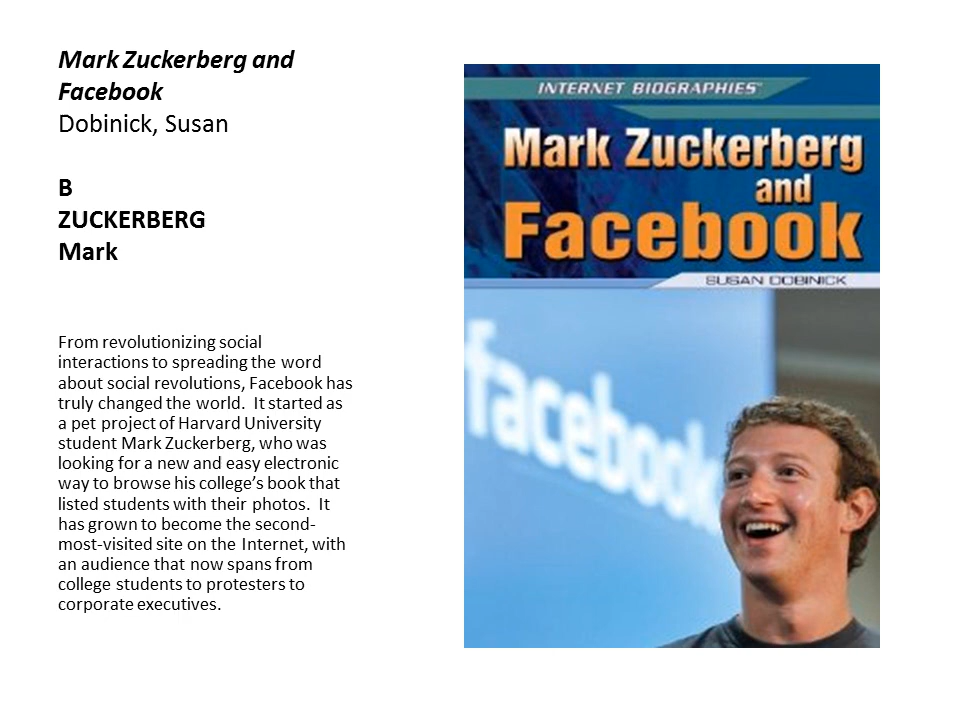 Mark Zuckerberg and
Facebook
Dobinick, Susan
B
ZUCKERBERG
Mark
From revolutionizing social
interactions to spreading the word
about social revolutions, Facebook has
truly changed the world.  It started as
a pet project of Harvard University
student Mark Zuckerberg, who was
looking for a new and easy electronic
way to browse his college’s book that
listed students with their photos.  It
has grown to become the second-
most-visited site on the Internet, with
an audience that now spans from
college students to protesters to
corporate executives.
INTERNET BIOGRAPHIES™
Mark Zuckerberg
and
Facebook
SUSAN DOBINICK
facebook